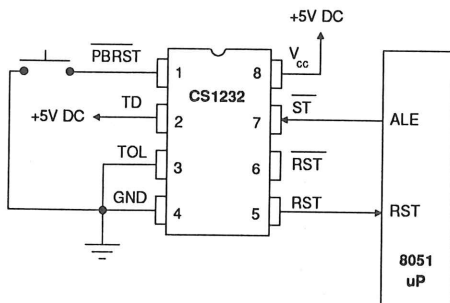 +5V DC
PBRST
V_cc
1
8
CS1232
TD
ST
+5V DC
2
7
ALE
TOL
RST
3
6
GND
RST
4
5
RST
8051
uP